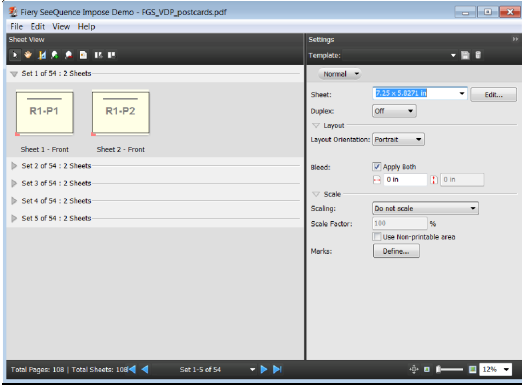 Fiery SeeQuence Impose Demo - FGS_VDP_postcards.pdf
File Edit View Help
Sheet View
Set 1 of 54 : 2 Sheets
R1-P1 R1-P2
Sheet 1 - Front Sheet 2 - Front
Set 2 of 54 : 2 Sheets
Set 3 of 54 : 2 Sheets
Set 4 of 54 : 2 Sheets
Set 5 of 54 : 2 Sheets
Total Pages: 108 | Total Sheets: 108 Set 1-5 of 54
Settings
Template:
Normal
Sheet: 7.25 x 5.8271 in Edit...
Duplex: Off
Layout
Layout Orientation: Portrait
Bleed: Apply Both
0 in 0 in
Scale
Scaling: Do not scale
Scale Factor: 100 %
Use Non-printable area
Marks: Define...
12%